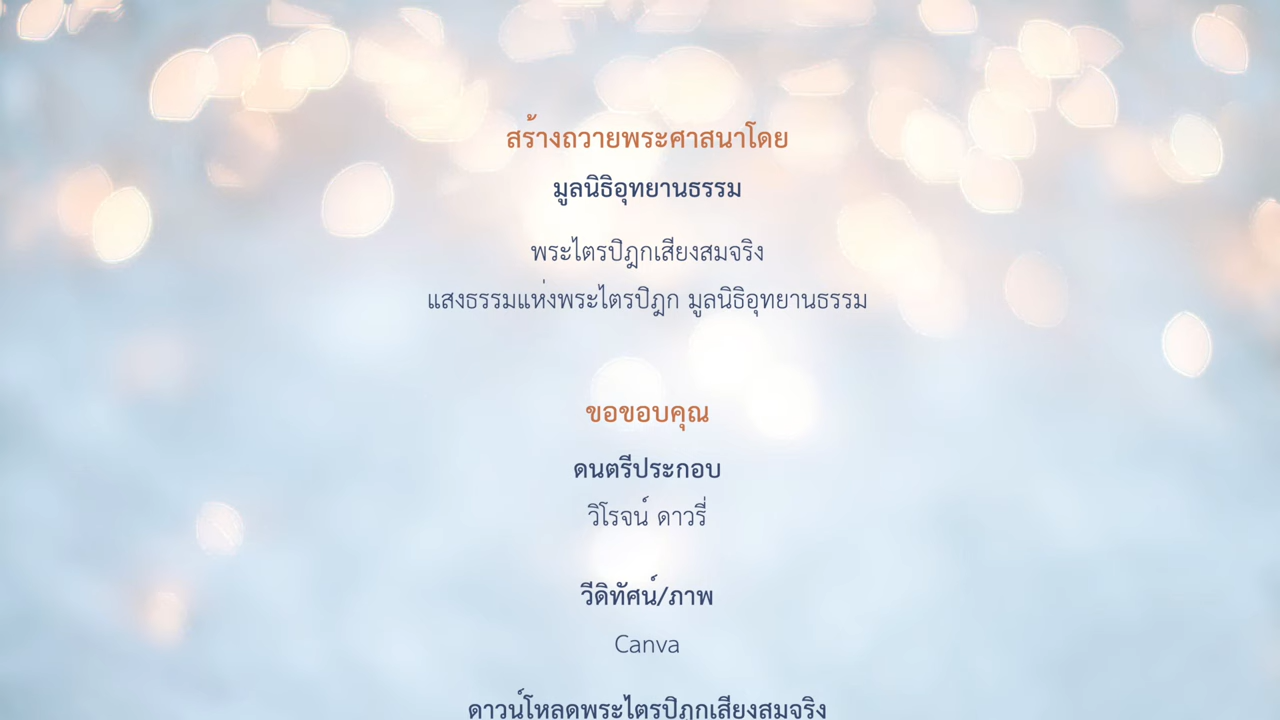 สร้างถวายพระศาสนาโดย
มูลนิธิอุทยานธรรม
พระไตรปิฎกเสียงสมจริง
แสงธรรมแห่งพระไตรปิฎก มูลนิธิอุทยานธรรม
ขอขอบคุณ
ดนตรีประกอบ
วิโรจน์ ดาวรี่
วีดิทัศน์/ภาพ
Canva
ดาวน์โหลดพระไตรปิฎกเสียงสมจริง